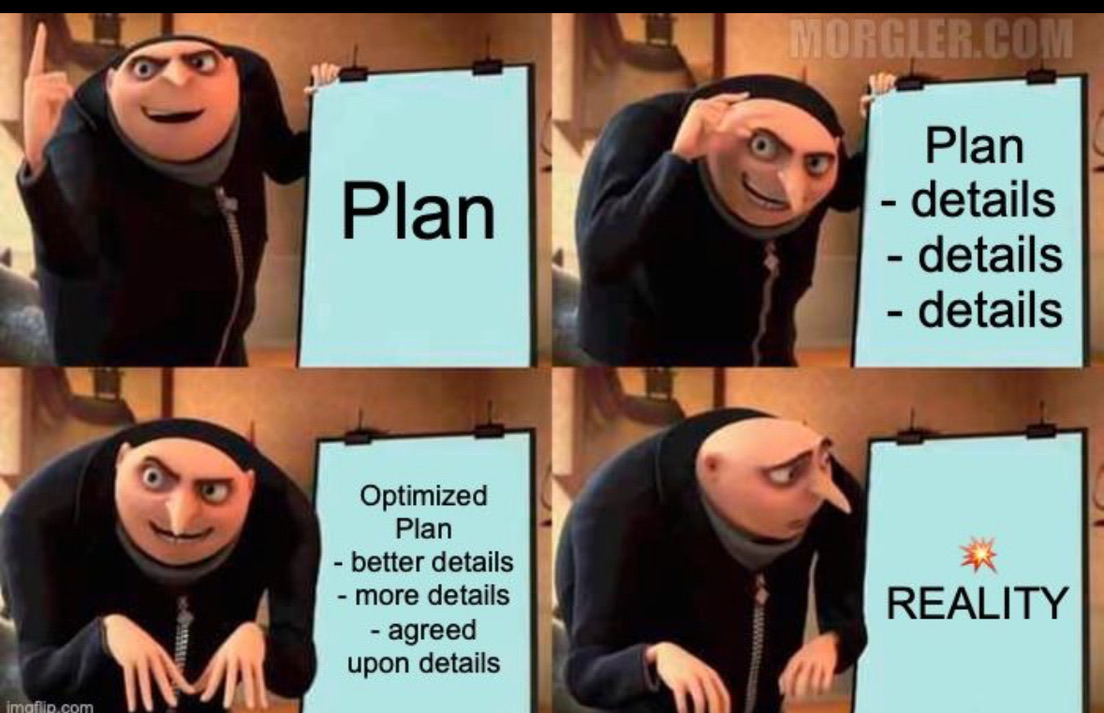 MORGLER.COM
Plan
Plan
- details
- details
- details
Optimized
Plan
- better details
- more details
- agreed
upon details
💥
REALITY
imgflip.com